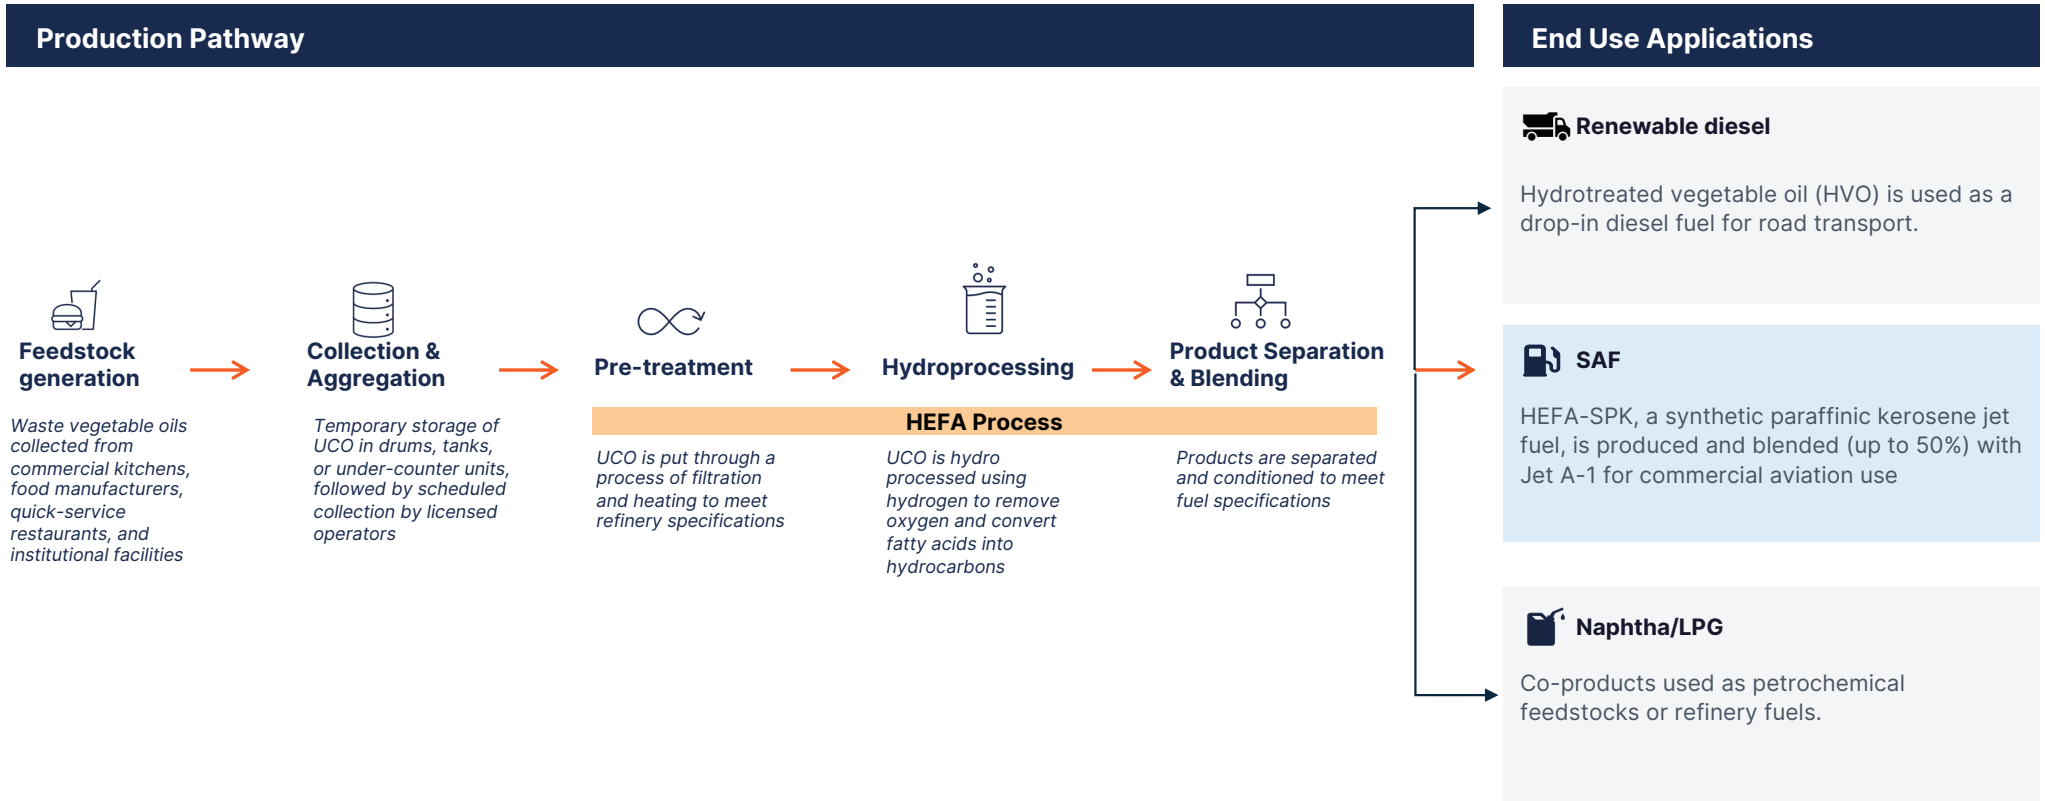 Production Pathway
End Use Applications
Feedstock
generation
Waste vegetable oils
collected from
commercial kitchens,
food manufacturers,
quick-service
restaurants, and
institutional facilities
Collection &
Aggregation
Temporary storage of
UCO in drums, tanks,
or under-counter units,
followed by scheduled
collection by licensed
operators
Pre-treatment
Hydroprocessing
Product Separation
& Blending
HEFA Process
UCO is put through a
process of filtration
and heating to meet
refinery specifications
UCO is hydro
processed using
hydrogen to remove
oxygen and convert
fatty acids into
hydrocarbons
Products are separated
and conditioned to meet
fuel specifications
Renewable diesel
Hydrotreated vegetable oil (HVO) is used as a
drop-in diesel fuel for road transport.
SAF
HEFA-SPK, a synthetic paraffinic kerosene jet
fuel, is produced and blended (up to 50%) with
Jet A-1 for commercial aviation use
Naphtha/LPG
Co-products used as petrochemical
feedstocks or refinery fuels.